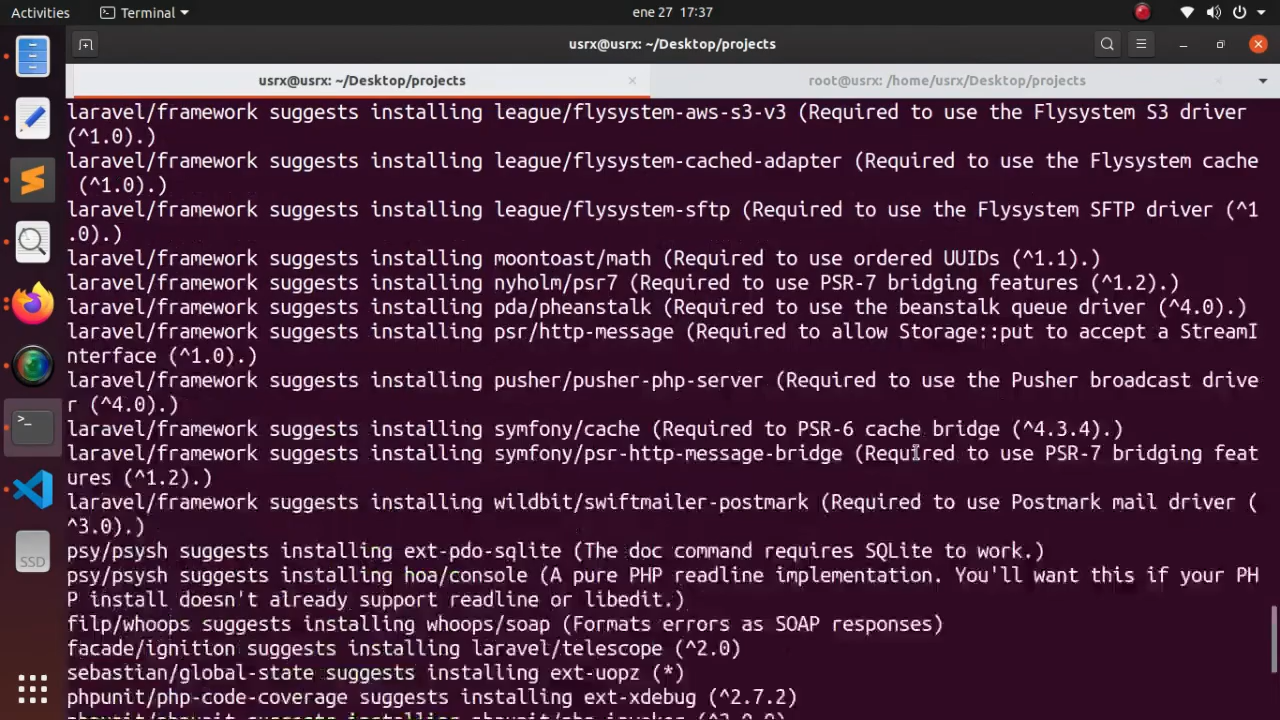 Activities
Terminal
ene 27 17:37
usrx@usrx: ~/Desktop/projects
usrx@usrx: ~/Desktop/projects
root@usrx: /home/usrx/Desktop/projects
laravel/framework suggests installing league/flysystem-aws-s3-v3 (Required to use the Flysystem S3 driver
(^1.0).)
laravel/framework suggests installing league/flysystem-cached-adapter (Required to use the Flysystem cache
(^1.0).)
laravel/framework suggests installing league/flysystem-sftp (Required to use the Flysystem SFTP driver (^1
.0).)
laravel/framework suggests installing moontoast/math (Required to use ordered UUIDs (^1.1).)
laravel/framework suggests installing nyholm/psr7 (Required to use PSR-7 bridging features (^1.2).)
laravel/framework suggests installing pda/pheanstalk (Required to use the beanstalk queue driver (^4.0).)
laravel/framework suggests installing psr/http-message (Required to allow Storage::put to accept a StreamI
nterface (^1.0).)
laravel/framework suggests installing pusher/pusher-php-server (Required to use the Pusher broadcast drive
r (^4.0).)
laravel/framework suggests installing symfony/cache (Required to PSR-6 cache bridge (^4.3.4).)
laravel/framework suggests installing symfony/psr-http-message-bridge (Required to use PSR-7 bridging feat
ures (^1.2).)
laravel/framework suggests installing wildbit/swiftmailer-postmark (Required to use Postmark mail driver (
^3.0).)
psy/psysh suggests installing ext-pdo-sqlite (The doc command requires SQLite to work.)
psy/psysh suggests installing hoa/console (A pure PHP readline implementation. You'll want this if your PH
P install doesn't already support readline or libedit.)
filp/whoops suggests installing whoops/soap (Formats errors as SOAP responses)
facade/ignition suggests installing laravel/telescope (^2.0)
sebastian/global-state suggests installing ext-uopz (*)
phpunit/php-code-coverage suggests installing ext-xdebug (^2.7.2)
SSD